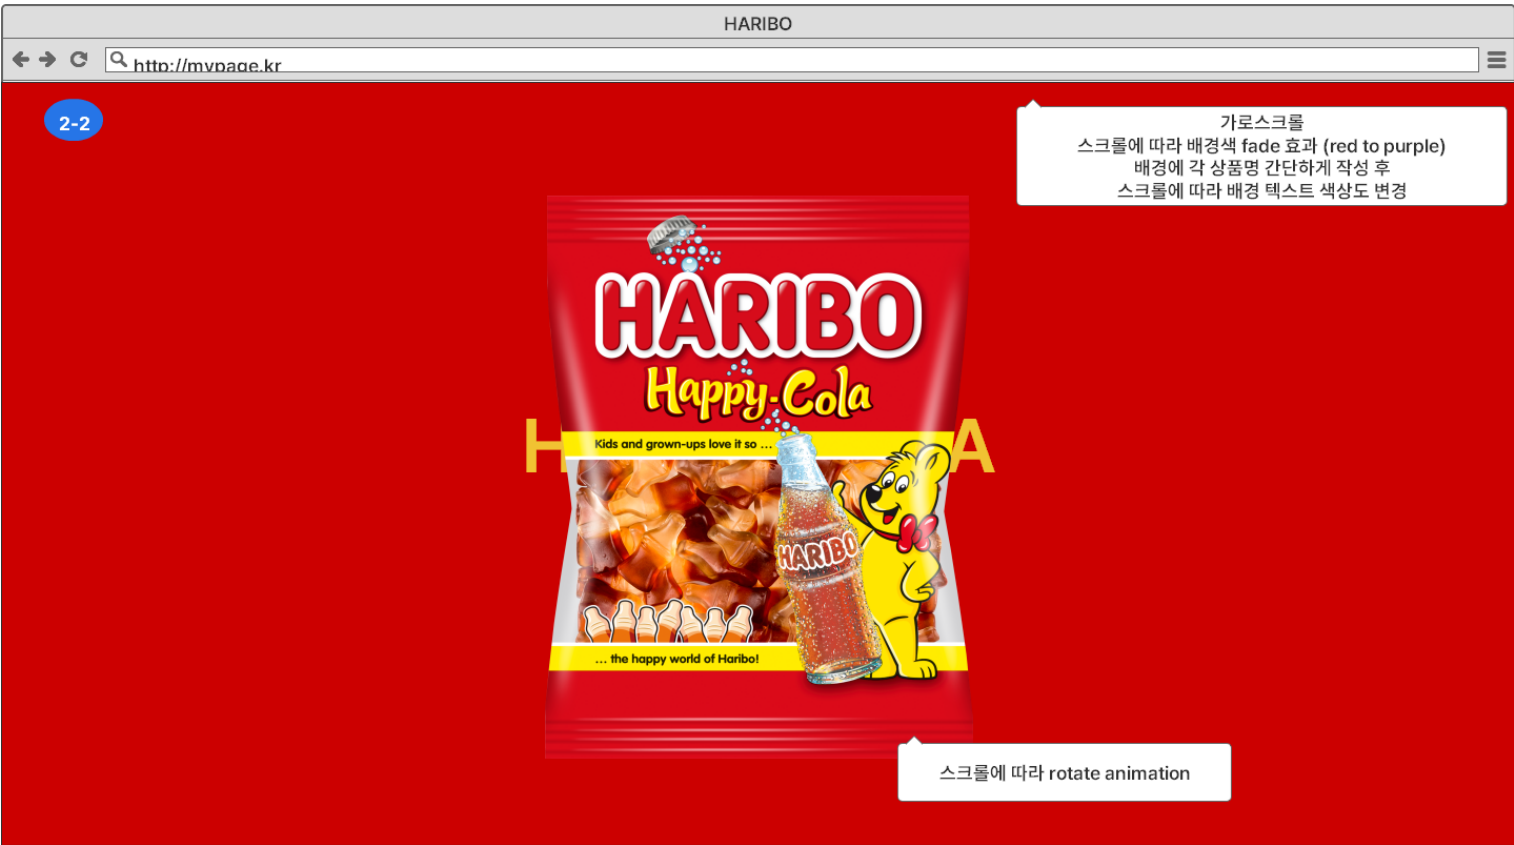 HARIBO
http://mypage.kr
2-2
가로스크롤
스크롤에 따라 배경색 fade 효과 (red to purple)
배경에 각 상품명 간단하게 작성 후
스크롤에 따라 배경 텍스트 색상도 변경
HARIBO
Happy-Cola
H A
Kids and grown-ups love it so ...
HARIBO
... the happy world of Haribo!
스크롤에 따라 rotate animation